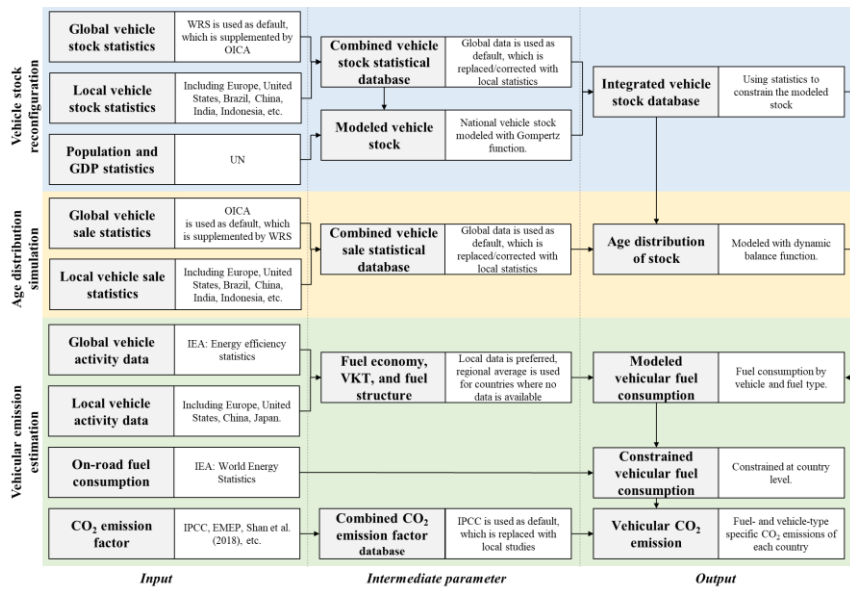 Vehicle stock
reconfiguration
Global vehicle
stock statistics
WRS is used as default,
which is supplemented by
OICA
Local vehicle
stock statistics
Including Europe, United
States, Brazil, China,
India, Indonesia, etc.
Population and
GDP statistics
UN
Combined vehicle
stock statistical
database
Global data is used as
default, which is
replaced/corrected with
local statistics
Modeled vehicle
stock
National vehicle stock
modeled with Gompertz
function.
Integrated vehicle
stock database
Using statistics to
constrain the modeled
stock
Age distribution
simulation
Global vehicle
sale statistics
OICA
is used as default, which
is supplemented by WRS
Local vehicle sale
statistics
Including Europe, United
States, Brazil, China,
India, Indonesia, etc.
Combined vehicle
sale statistical
database
Global data is used as
default, which is
replaced/corrected with
local statistics
Age distribution
of stock
Modeled with dynamic
balance function.
Vehicular emission
estimation
Global vehicle
activity data
IEA: Energy efficiency
statistics
Local vehicle
activity data
Including Europe, United
States, China, Japan.
On-road fuel
consumption
IEA: World Energy
Statistics
CO₂ emission
factor
IPCC, EMEP, Shan et al.
(2018), etc.
Fuel economy,
VKT, and fuel
structure
Local data is preferred,
regional average is used
for countries where no
data is available
Combined CO₂
emission factor
database
IPCC is used as default,
which is replaced with
local studies
Modeled
vehicular fuel
consumption
Fuel consumption by
vehicle and fuel type.
Constrained
vehicular fuel
consumption
Constrained at country
level.
Vehicular CO₂
emission
Fuel- and vehicle-type
specific CO₂ emissions of
each country
Input
Intermediate parameter
Output